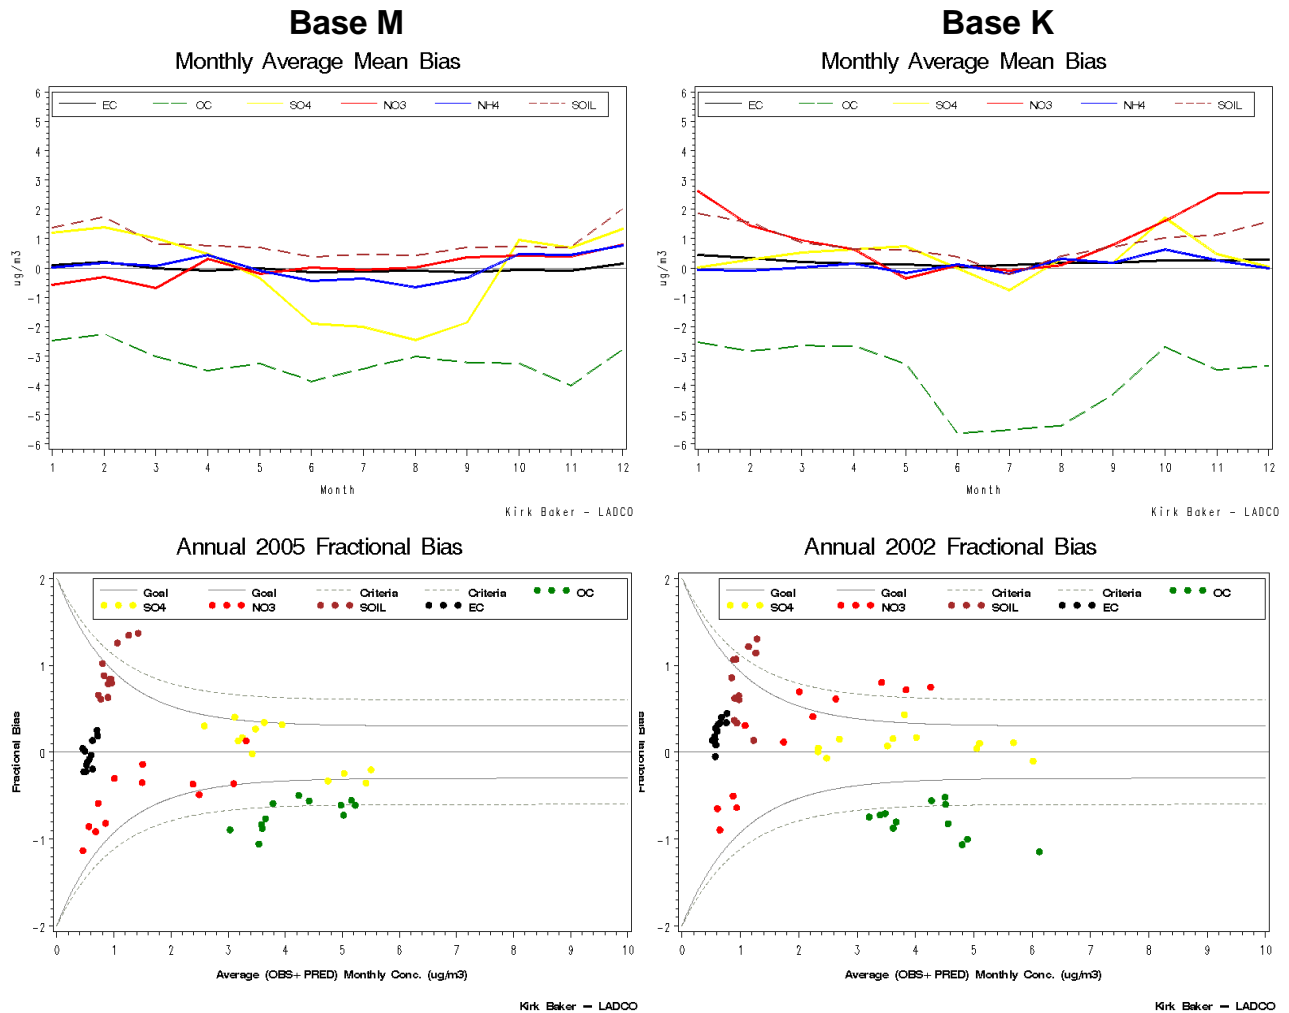 Base M
Base K
Monthly Average Mean Bias
Monthly Average Mean Bias
EC OC SO4 NO3 NH4 SOIL
EC OC SO4 NO3 NH4 SOIL
6
5
4
3
2
1
0
-1
-2
-3
-4
-5
-6
ug/m3
1 2 3 4 5 6 7 8 9 10 11 12
Month
Kirk Baker - LADCO
6
5
4
3
2
1
0
-1
-2
-3
-4
-5
-6
ug/m3
1 2 3 4 5 6 7 8 9 10 11 12
Month
Kirk Baker - LADCO
Annual 2005 Fractional Bias
Goal Goal Criteria Criteria OC
SO4 NO3 SOIL EC
2
1
0
-1
-2
Fractional Bias
0 1 2 3 4 5 6 7 8 9 10
Average (OBS+PRED) Monthly Conc. (ug/m3)
Kirk Baker - LADCO
Annual 2002 Fractional Bias
Goal Goal Criteria Criteria OC
SO4 NO3 SOIL EC
2
1
0
-1
-2
Fractional Bias
0 1 2 3 4 5 6 7 8 9 10
Average (OBS+PRED) Monthly Conc. (ug/m3)
Kirk Baker - LADCO